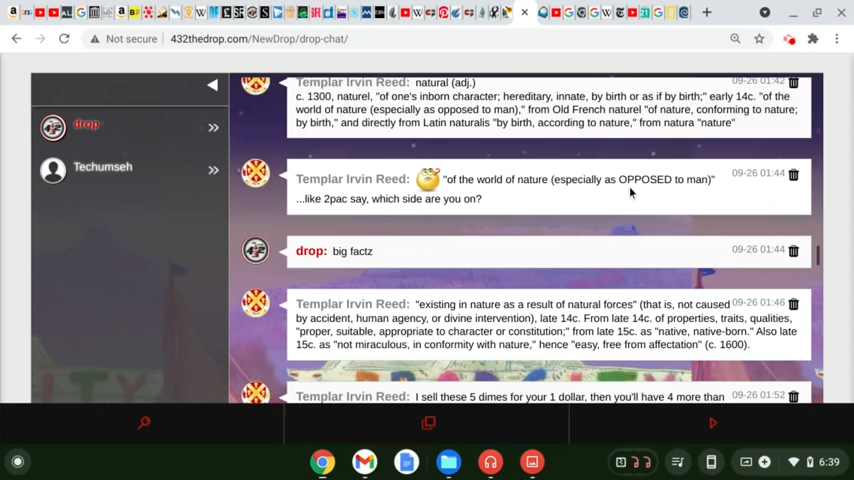 Not secure
432thedrop.com/NewDrop/drop-chat/
drop
Techumseh
Templar Irvin Reed: natural (adj.) 09-26 01:42
c. 1300, naturel, "of one's inborn character; hereditary, innate, by birth or as if by birth;" early 14c. "of the
world of nature (especially as opposed to man)," from Old French naturel "of nature, conforming to nature;
by birth," and directly from Latin naturalis "by birth, according to nature," from natura "nature"
Templar Irvin Reed: "of the world of nature (especially as OPPOSED to man)" 09-26 01:44
...like 2pac say, which side are you on?
drop: big factz 09-26 01:44
Templar Irvin Reed: "existing in nature as a result of natural forces" (that is, not caused 09-26 01:46
by accident, human agency, or divine intervention), late 14c. From late 14c. of properties, traits, qualities,
"proper, suitable, appropriate to character or constitution;" from late 15c. as "native, native-born." Also late
15c. as "not miraculous, in conformity with nature," hence "easy, free from affectation" (c. 1600).
Templar Irvin Reed: I sell these 5 dimes for your 1 dollar, then you'll have 4 more than 09-26 01:52
6:39